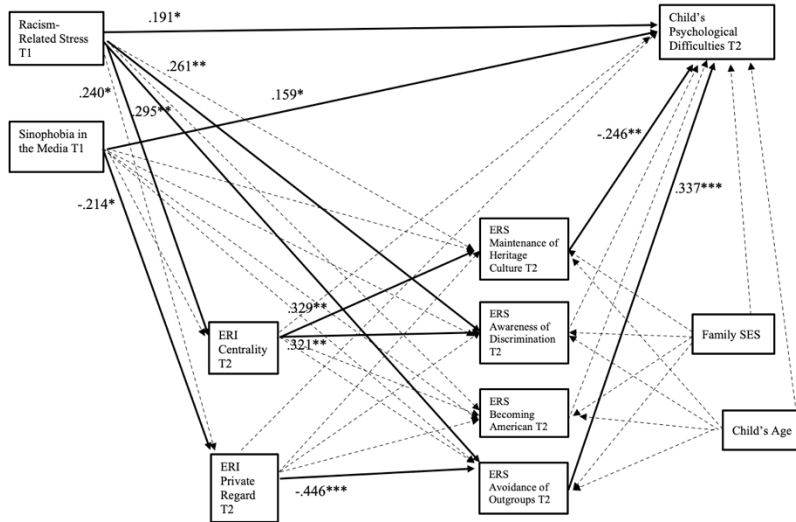 Racism-
Related Stress
T1
.191*
Child's
Psychological
Difficulties T2
.261**
.159*
.240*
.295**
Sinophobia in
the Media T1
-.246**
-.214*
.337***
ERS
Maintenance of
Heritage
Culture T2
.329**
ERI
Centrality
T2
.321**
ERS
Awareness of
Discrimination
T2
Family SES
ERS
Becoming
American T2
Child's Age
ERI
Private
Regard
T2
-.446***
ERS
Avoidance of
Outgroups T2